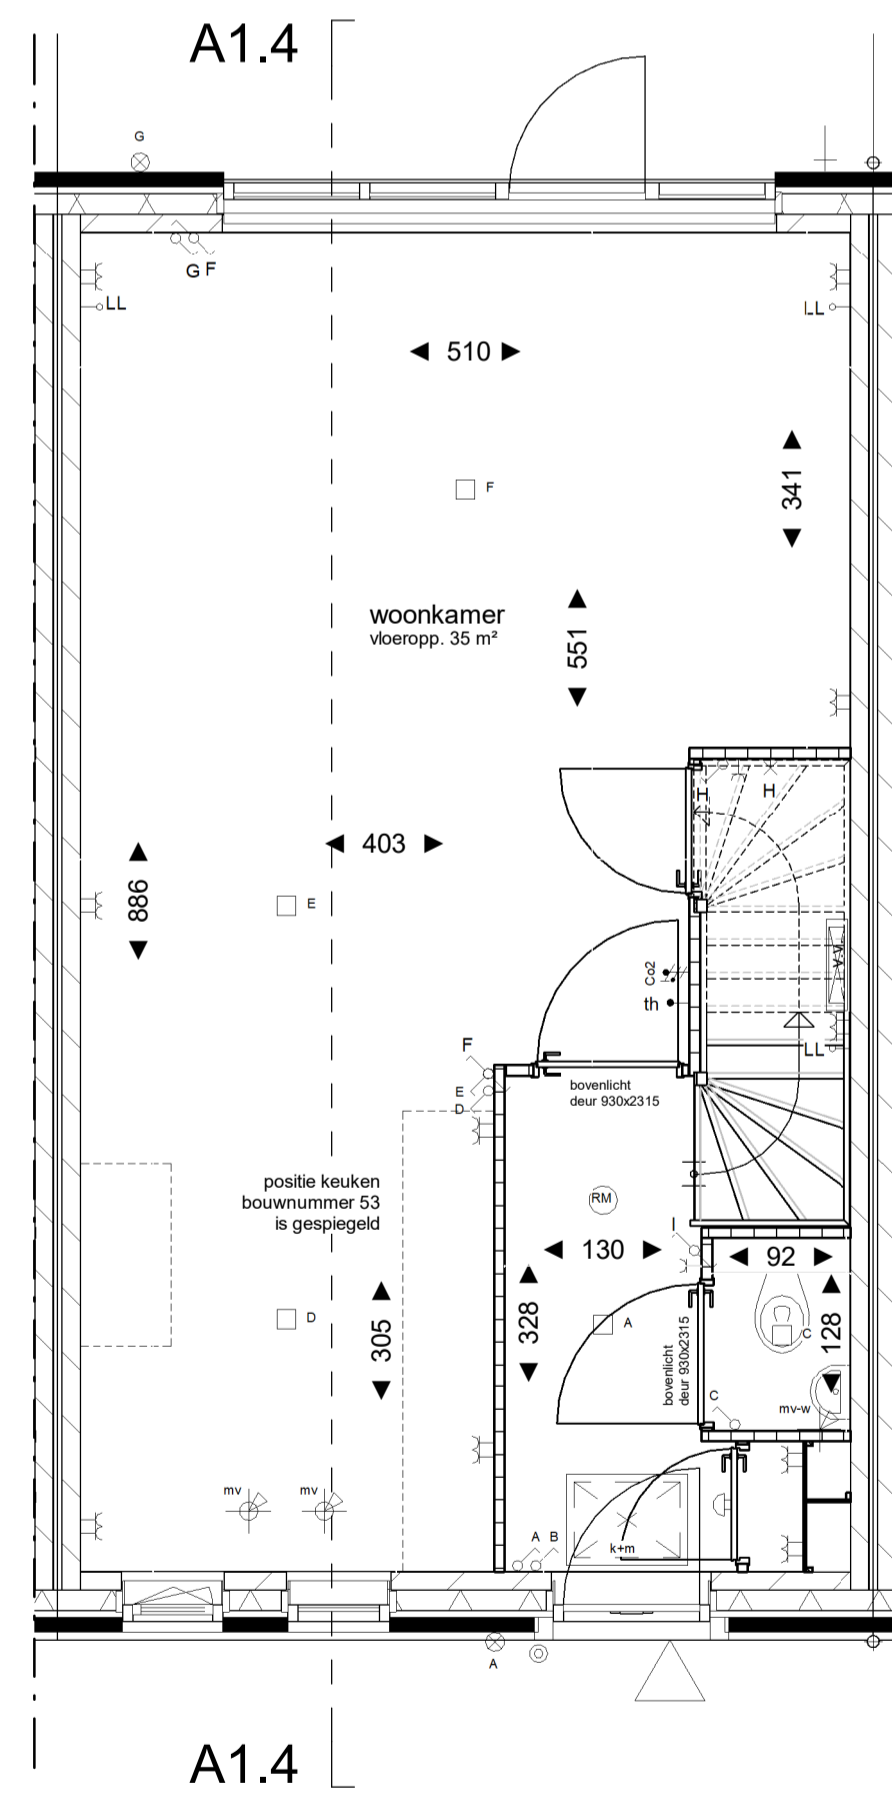 A1.4
G
G F
LL
LL
510
341
F
woonkamer
vloeropp. 35 m²
551
H
H
403
886
E
v.v.
Co2
th
LL
F
E
D
bovenlicht
deur 930x2315
positie keuken
bouwnummer 53
is gespiegeld
RM
I
130
92
305
D
328
A
bovenlicht
deur 930x2315
C
128
C
mv-w
mv
mv
A B
k+m
A
A1.4